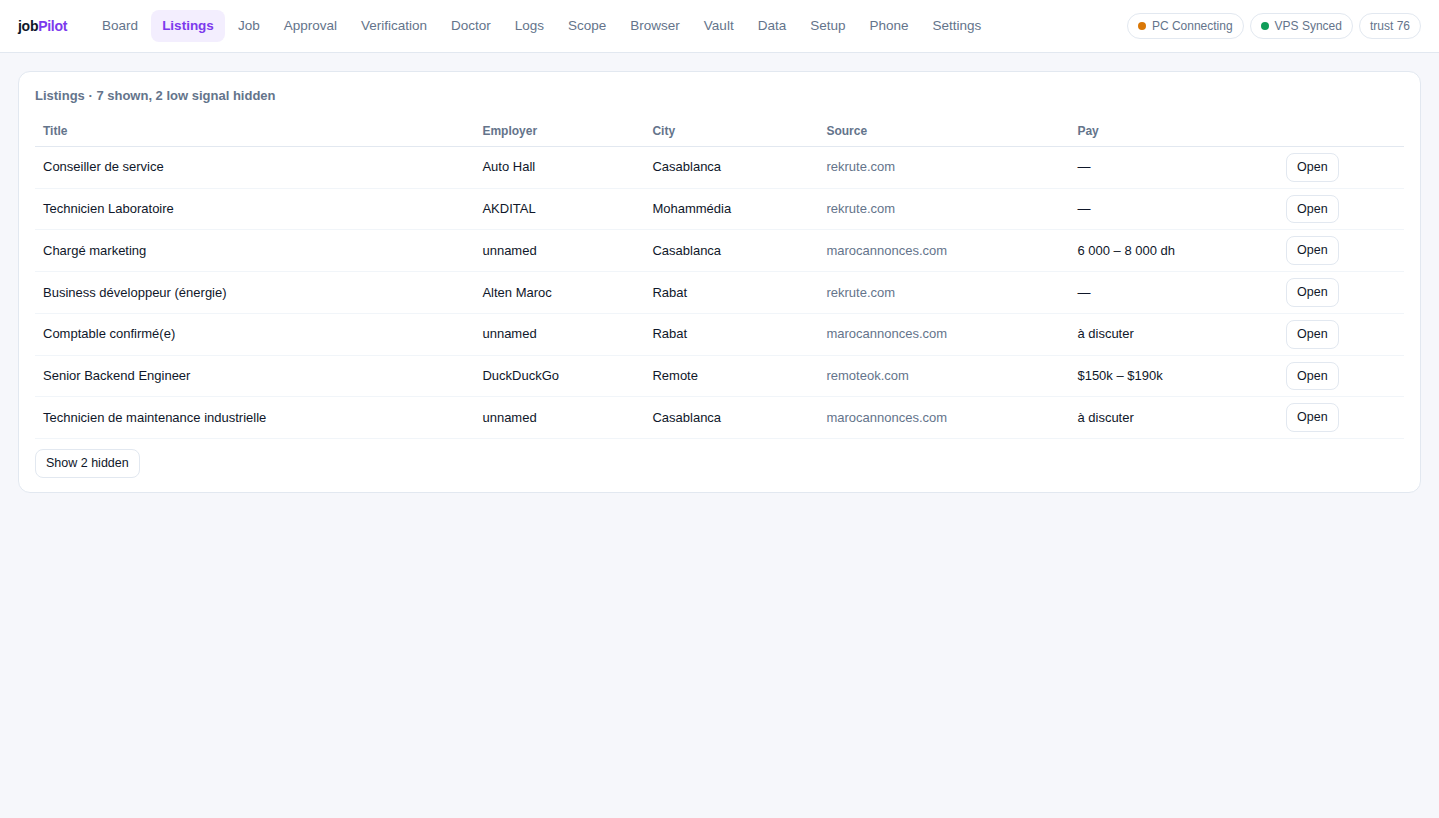 jobPilot Board Listings Job Approval Verification Doctor Logs Scope Browser Vault Data Setup Phone Settings PC Connecting VPS Synced trust 76
Listings · 7 shown, 2 low signal hidden
Title Employer City Source Pay
Conseiller de service Auto Hall Casablanca rekrute.com — Open
Technicien Laboratoire AKDITAL Mohammédia rekrute.com — Open
Chargé marketing unnamed Casablanca marocannonces.com 6 000 – 8 000 dh Open
Business développeur (énergie) Alten Maroc Rabat rekrute.com — Open
Comptable confirmé(e) unnamed Rabat marocannonces.com à discuter Open
Senior Backend Engineer DuckDuckGo Remote remoteok.com $150k – $190k Open
Technicien de maintenance industrielle unnamed Casablanca marocannonces.com à discuter Open
Show 2 hidden